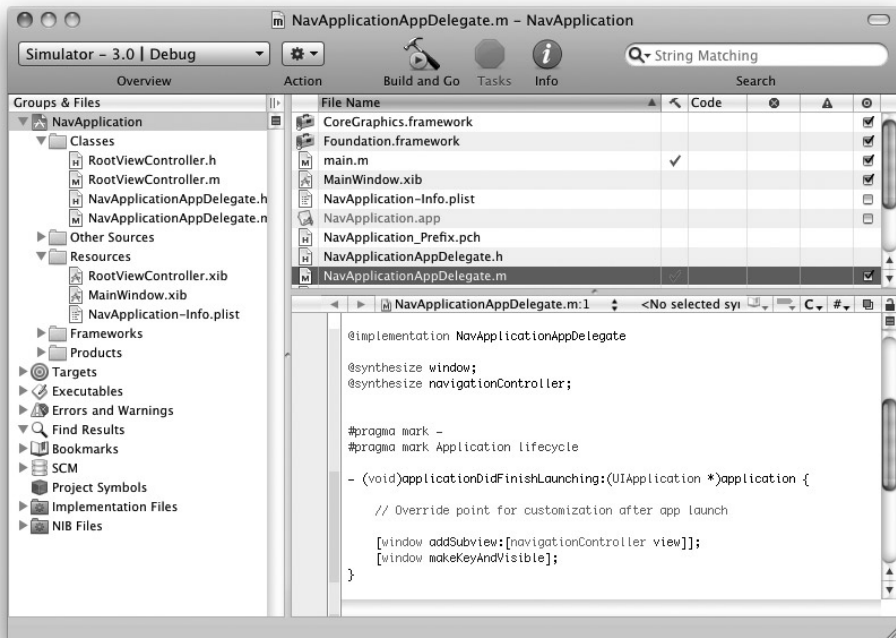 NavApplicationAppDelegate.m – NavApplication
Simulator – 3.0 | Debug
Overview
Action
Build and Go
Tasks
Info
String Matching
Search
Groups & Files
NavApplication
Classes
RootViewController.h
RootViewController.m
NavApplicationAppDelegate.h
NavApplicationAppDelegate.m
Other Sources
Resources
RootViewController.xib
MainWindow.xib
NavApplication-Info.plist
Frameworks
Products
Targets
Executables
Errors and Warnings
Find Results
Bookmarks
SCM
Project Symbols
Implementation Files
NIB Files
File Name
Code
CoreGraphics.framework
Foundation.framework
main.m
MainWindow.xib
NavApplication-Info.plist
NavApplication.app
NavApplication_Prefix.pch
NavApplicationAppDelegate.h
NavApplicationAppDelegate.m
NavApplicationAppDelegate.m:1 <No selected syı C #
@implementation NavApplicationAppDelegate
@synthesize window;
@synthesize navigationController;
#pragma mark -
#pragma mark Application lifecycle
- (void)applicationDidFinishLaunching:(UIApplication *)application {
// Override point for customization after app launch
[window addSubview:[navigationController view]];
[window makeKeyAndVisible];
}